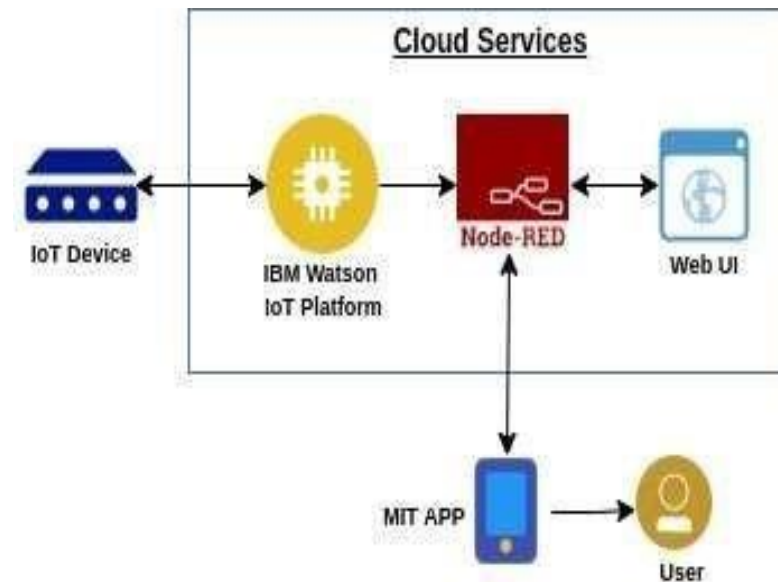 Cloud Services
IoT Device
IBM Watson
IoT Platform
Node-RED
Web UI
MIT APP
User